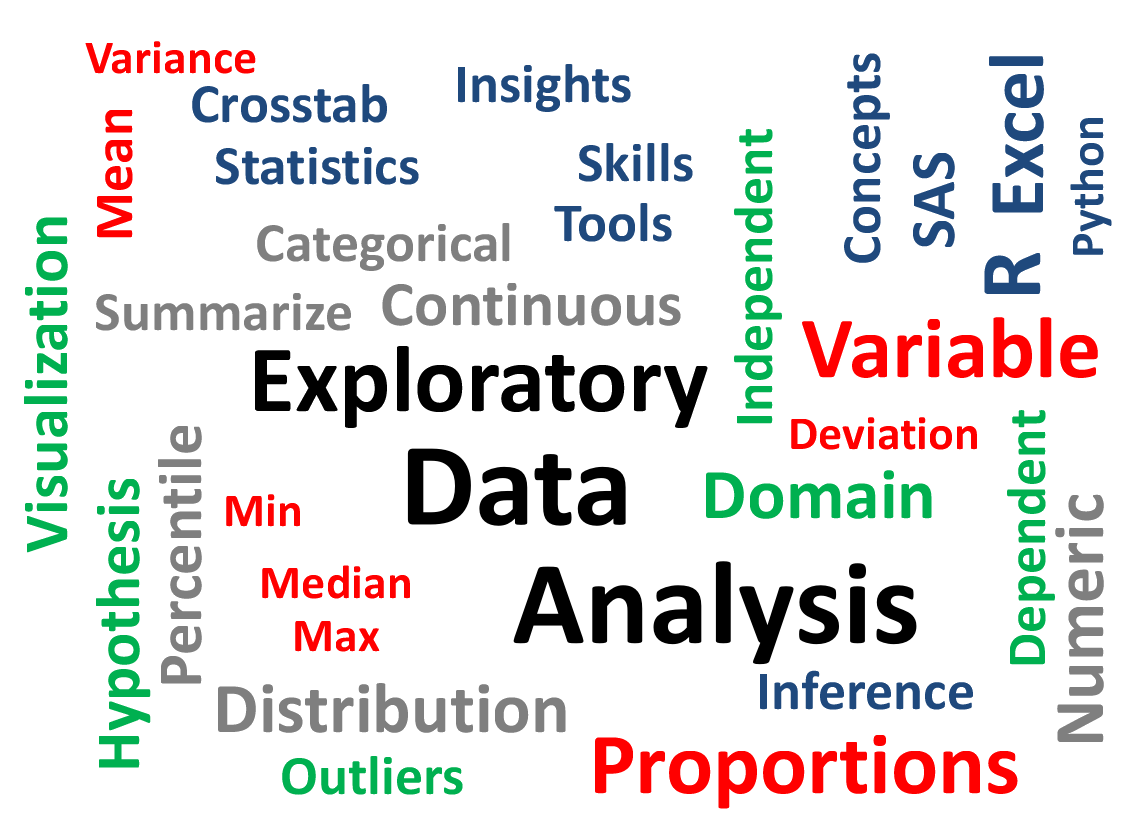 Variance
Crosstab
Insights
Mean
Statistics
Skills
Tools
Categorical
Summarize
Continuous
Independent
Concepts
SAS
R Excel
Python
Visualization
Exploratory
Variable
Data
Deviation
Domain
Hypothesis
Percentile
Min
Median
Max
Analysis
Dependent
Numeric
Inference
Distribution
Outliers
Proportions